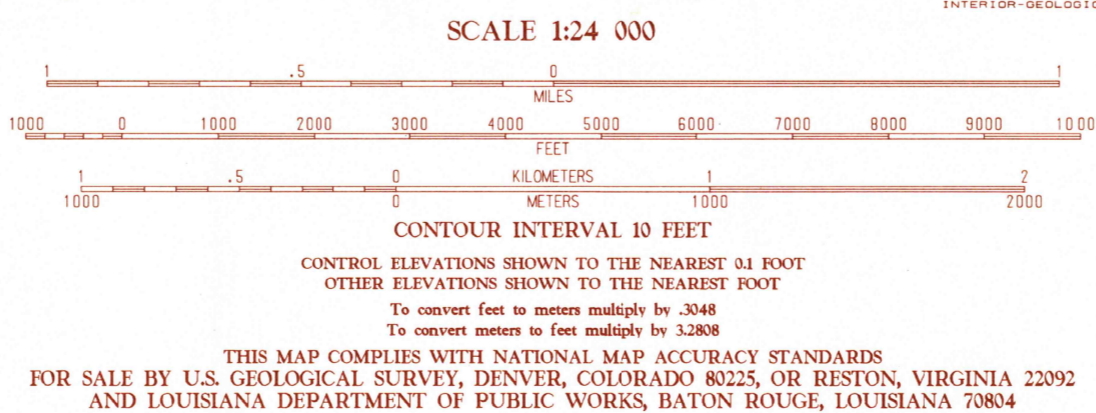 INTERIOR-GEOLOGIC
SCALE 1:24 000
1 .5 0 1
MILES
1000 0 1000 2000 3000 4000 5000 6000 7000 8000 9000 1000
FEET
1 .5 0 KILOMETERS 1 2
1000 0 METERS 1000 2000
CONTOUR INTERVAL 10 FEET
CONTROL ELEVATIONS SHOWN TO THE NEAREST 0.1 FOOT
OTHER ELEVATIONS SHOWN TO THE NEAREST FOOT
To convert feet to meters multiply by .3048
To convert meters to feet multiply by 3.2808
THIS MAP COMPLIES WITH NATIONAL MAP ACCURACY STANDARDS
FOR SALE BY U.S. GEOLOGICAL SURVEY, DENVER, COLORADO 80225, OR RESTON, VIRGINIA 22092
AND LOUISIANA DEPARTMENT OF PUBLIC WORKS, BATON ROUGE, LOUISIANA 70804